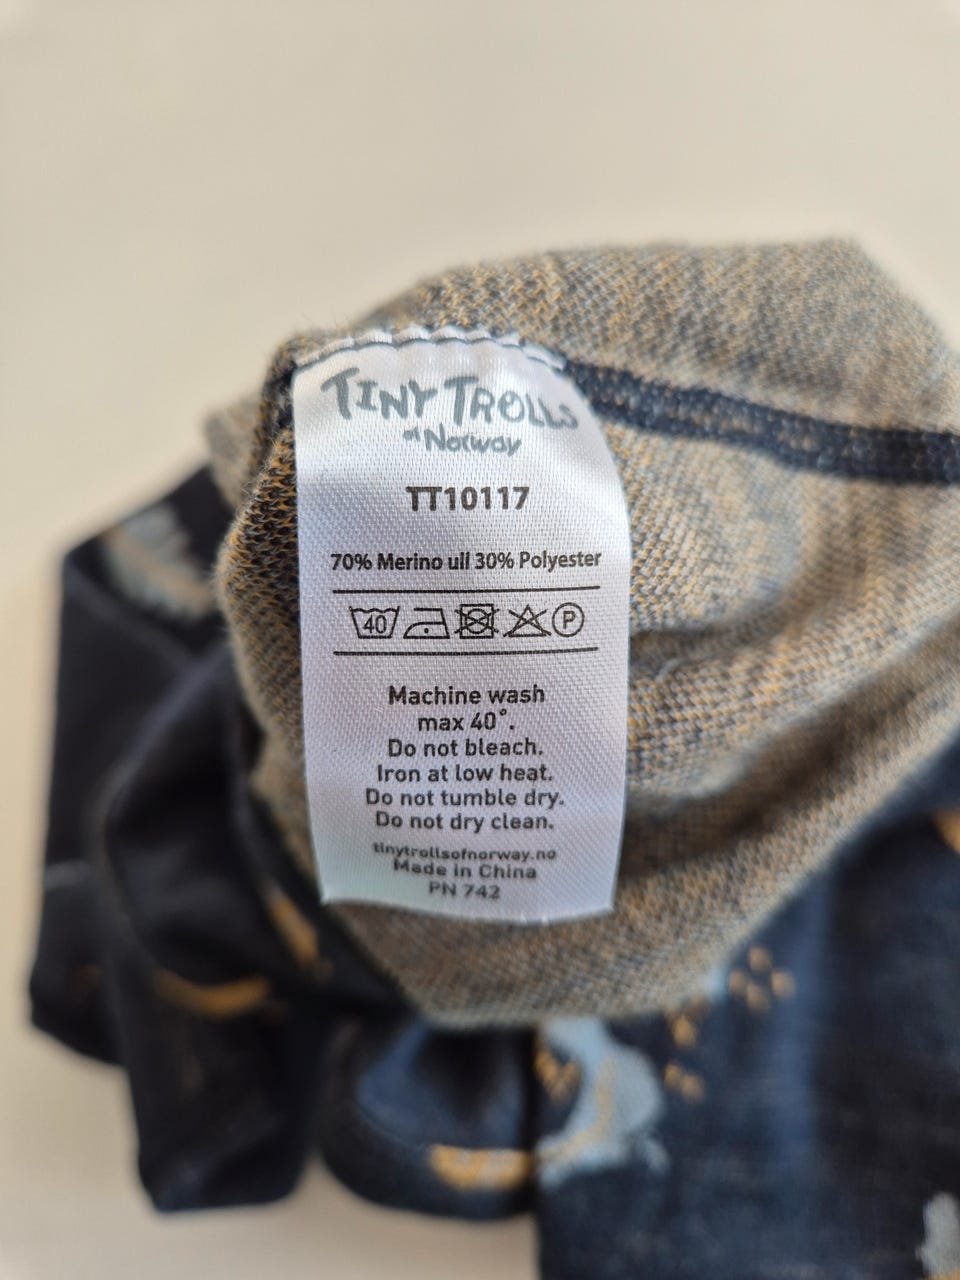 TINY TROLLS
of Norway
TT10117
70% Merino ull 30% Polyester
40 P
Machine wash
max 40°.
Do not bleach.
Iron at low heat.
Do not tumble dry.
Do not dry clean.
tinytrollsofnorway.no
Made in China
PN 742